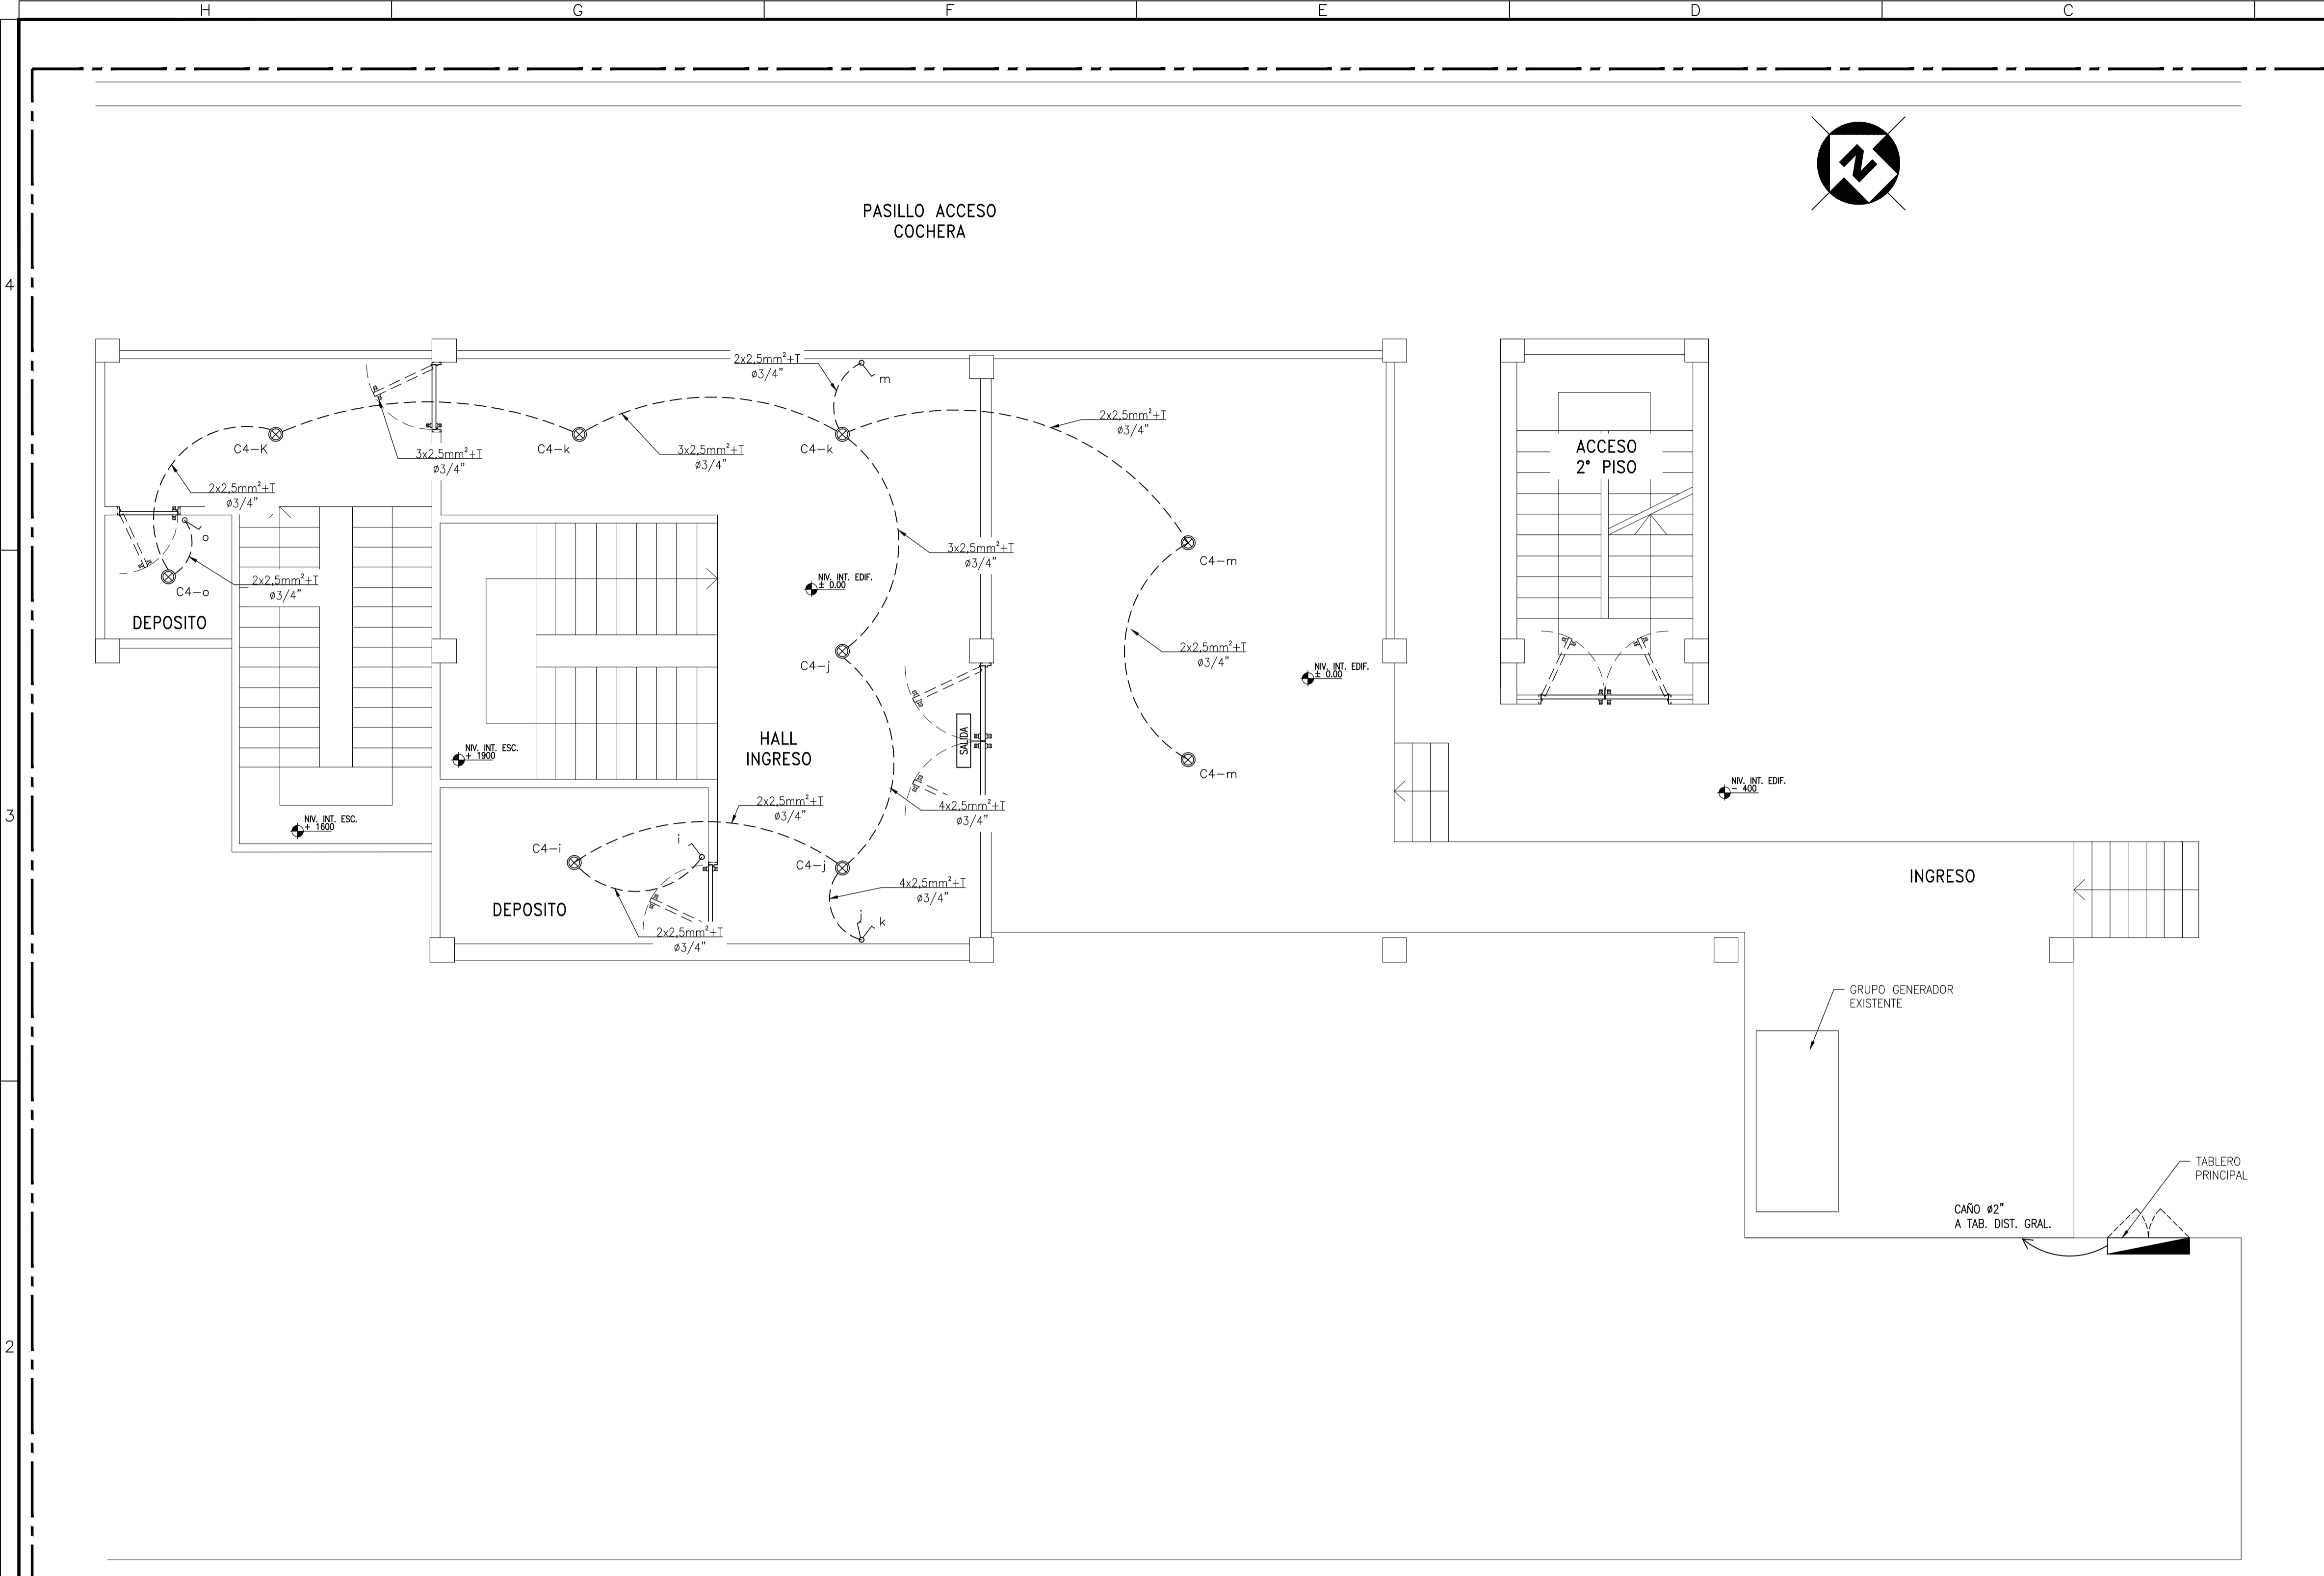 H G F E D C
N
PASILLO ACCESO
COCHERA
4
2x2,5mm²+T
ø3/4"
m
2x2,5mm²+T
ø3/4"
C4-K
C4-k
C4-k
3x2,5mm²+T
ø3/4"
3x2,5mm²+T
ø3/4"
ACCESO
2° PISO
2x2,5mm²+T
ø3/4"
o
3x2,5mm²+T
ø3/4"
C4-m
2x2,5mm²+T
ø3/4"
C4-o
NIV. INT. EDIF.
± 0.00
DEPOSITO
C4-j
2x2,5mm²+T
ø3/4"
NIV. INT. EDIF.
± 0.00
SALIDA
HALL
INGRESO
NIV. INT. ESC.
+ 1900
C4-m
NIV. INT. EDIF.
- 400
3
NIV. INT. ESC.
+ 1600
2x2,5mm²+T
ø3/4"
4x2,5mm²+T
ø3/4"
i
C4-i
C4-j
INGRESO
4x2,5mm²+T
ø3/4"
DEPOSITO
j
k
2x2,5mm²+T
ø3/4"
GRUPO GENERADOR
EXISTENTE
TABLERO
PRINCIPAL
CAÑO ø2"
A TAB. DIST. GRAL.
2